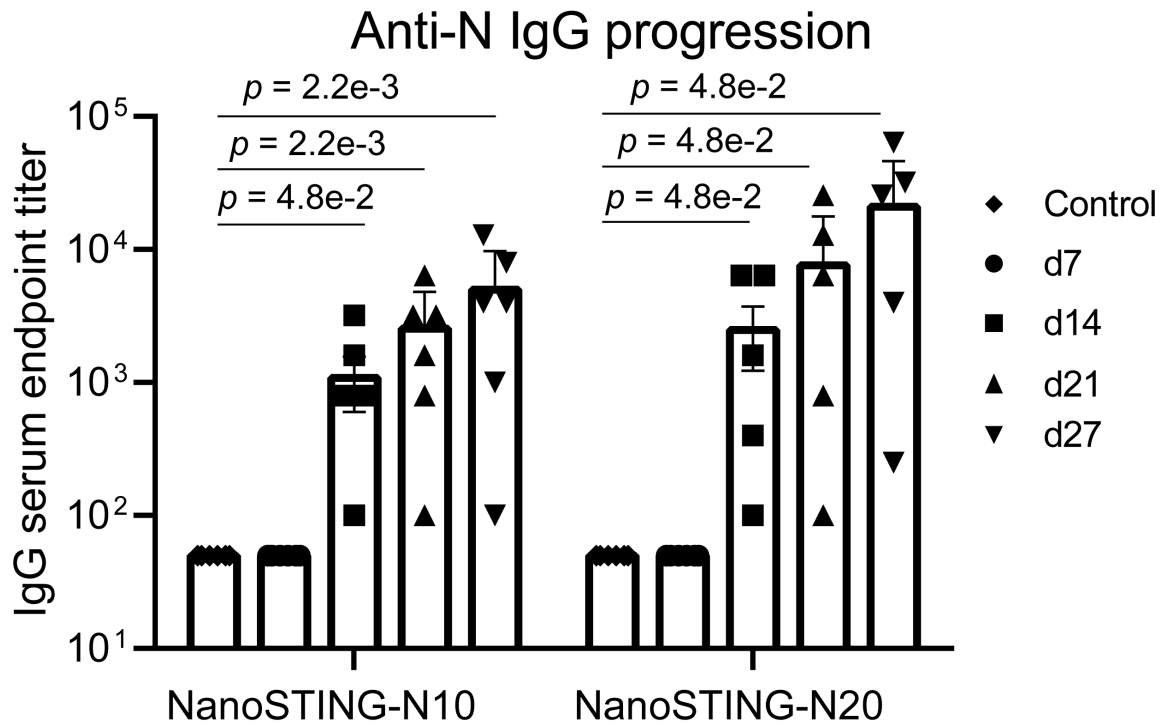 Anti-N IgG progression
p = 2.2e-3
p = 2.2e-3
p = 4.8e-2
p = 4.8e-2
p = 4.8e-2
p = 4.8e-2
IgG serum endpoint titer
10⁵
10⁴
10³
10²
10¹
NanoSTING-N10
NanoSTING-N20
Control
d7
d14
d21
d27